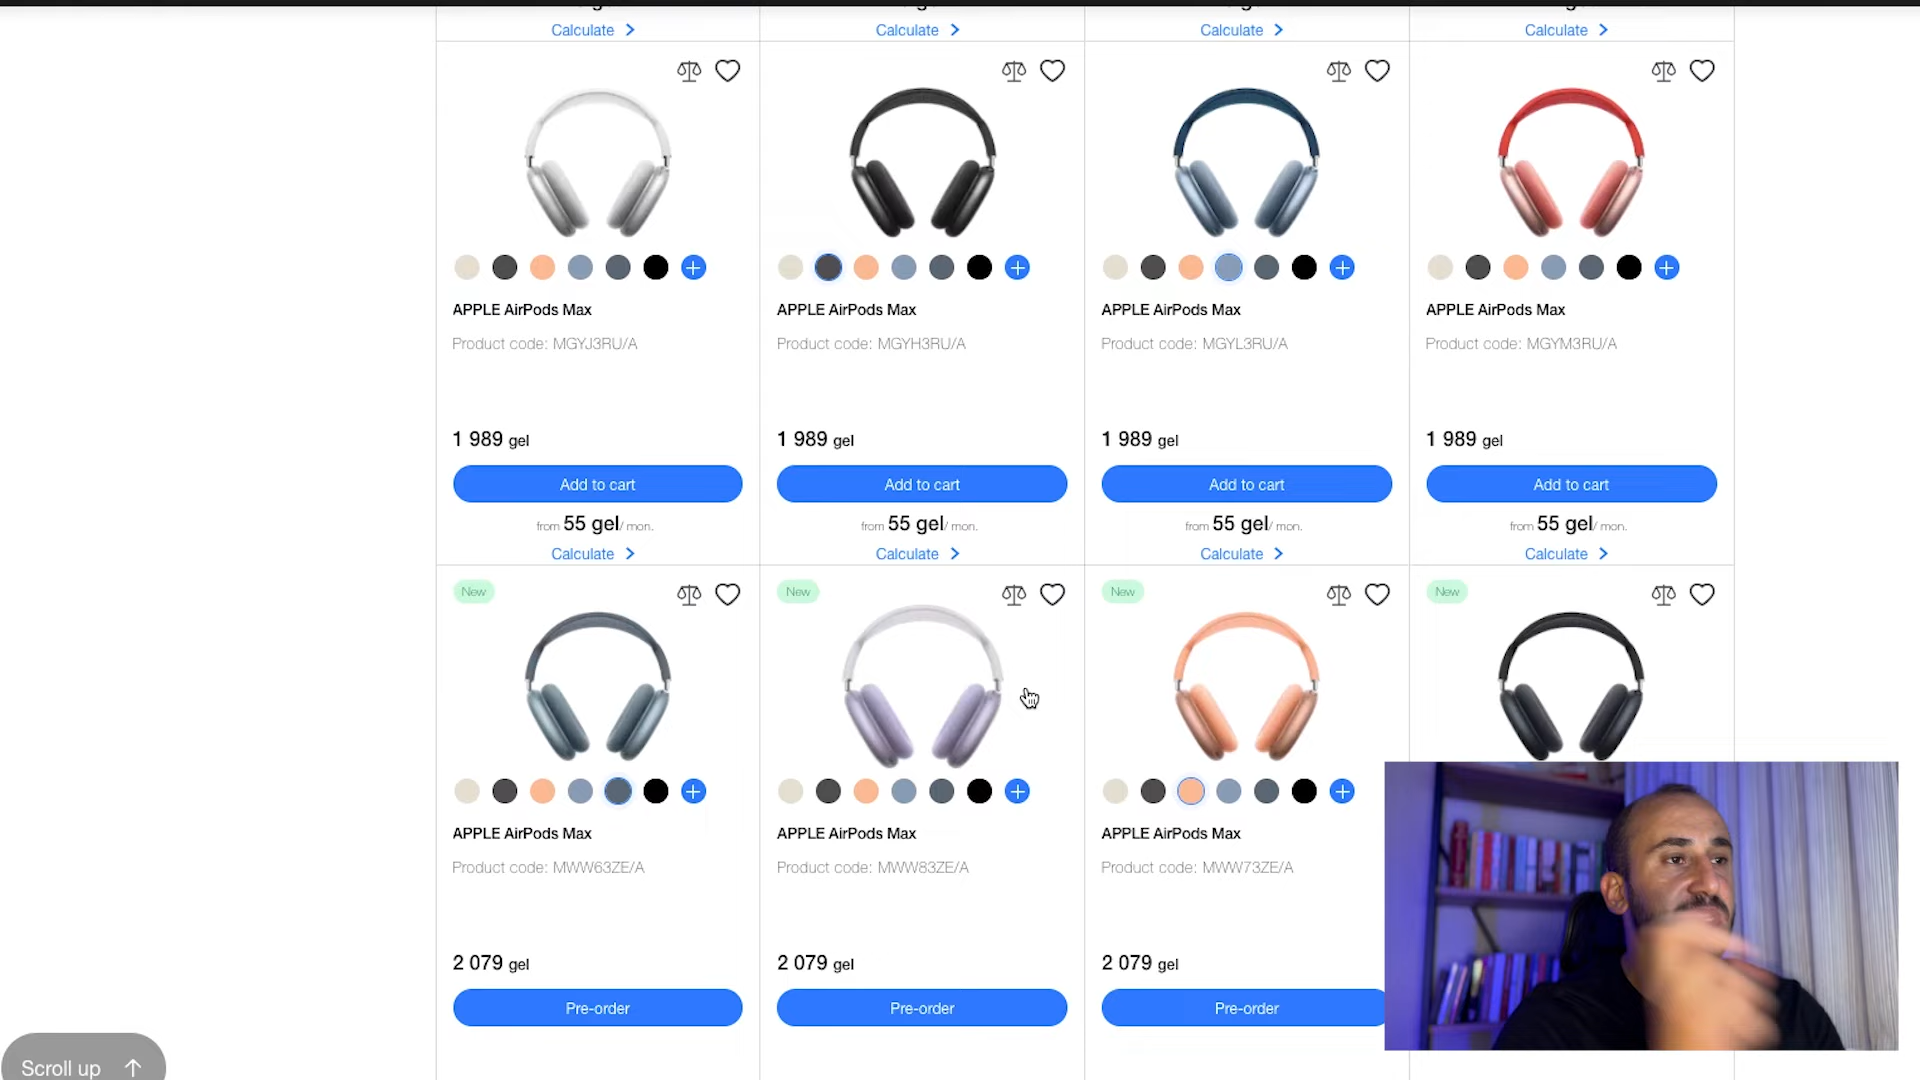 Calculate
Calculate
Calculate
Calculate
APPLE AirPods Max
Product code: MGYJ3RU/A
1 989 gel
Add to cart
from 55 gel/ mon.
Calculate
APPLE AirPods Max
Product code: MGYH3RU/A
1 989 gel
Add to cart
from 55 gel/ mon.
Calculate
APPLE AirPods Max
Product code: MGYL3RU/A
1 989 gel
Add to cart
from 55 gel/ mon.
Calculate
APPLE AirPods Max
Product code: MGYM3RU/A
1 989 gel
Add to cart
from 55 gel/ mon.
Calculate
New
APPLE AirPods Max
Product code: MWW63ZE/A
2 079 gel
Pre-order
New
APPLE AirPods Max
Product code: MWW83ZE/A
2 079 gel
Pre-order
New
APPLE AirPods Max
Product code: MWW73ZE/A
2 079 gel
Pre-order
New
Scroll up